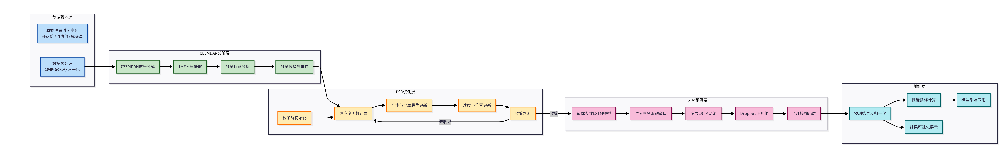 数据输入层
原始股票时间序列
开盘价/收盘价/成交量
数据预处理
缺失值处理/归一化
CEEMDAN分解层
CEEMDAN信号分解
IMF分量提取
分量特征分析
分量选择与重构
PSO优化层
粒子群初始化
适应度函数计算
个体与全局最优更新
速度与位置更新
收敛判断
未收敛
收敛
LSTM预测层
最优参数LSTM模型
时间序列滑动窗口
多层LSTM网络
Dropout正则化
全连接输出层
输出层
预测结果反归一化
性能指标计算
模型部署应用
结果可视化展示